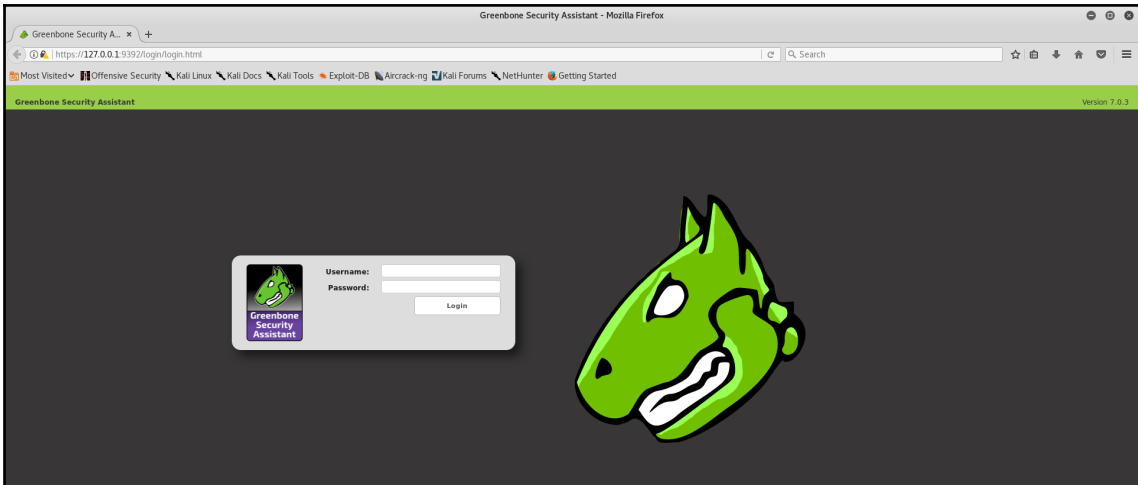 Greenbone Security Assistant - Mozilla Firefox
Greenbone Security A...
https://127.0.0.1:9392/login/login.html
Search
Most Visited Offensive Security Kali Linux Kali Docs Kali Tools Exploit-DB Aircrack-ng Kali Forums NetHunter Getting Started
Greenbone Security Assistant Version 7.0.3
Username:
Password:
Login
Greenbone
Security
Assistant